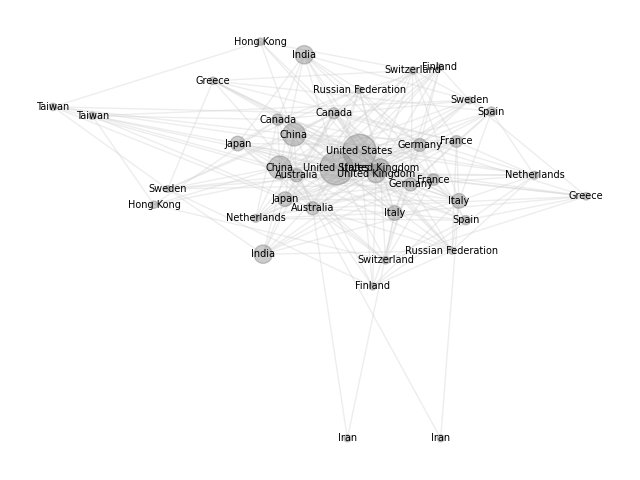 Hong Kong
India
Finland
Switzerland
Greece
Russian Federation
Sweden
Taiwan
Spain
Canada
Taiwan
Canada
China
France
Japan
Germany
United States
China
United States
United Kingdom
United Kingdom
Australia
Netherlands
France
Germany
Sweden
Greece
Japan
Italy
Hong Kong
Australia
Italy
Netherlands
Spain
Russian Federation
India
Switzerland
Finland
Iran
Iran